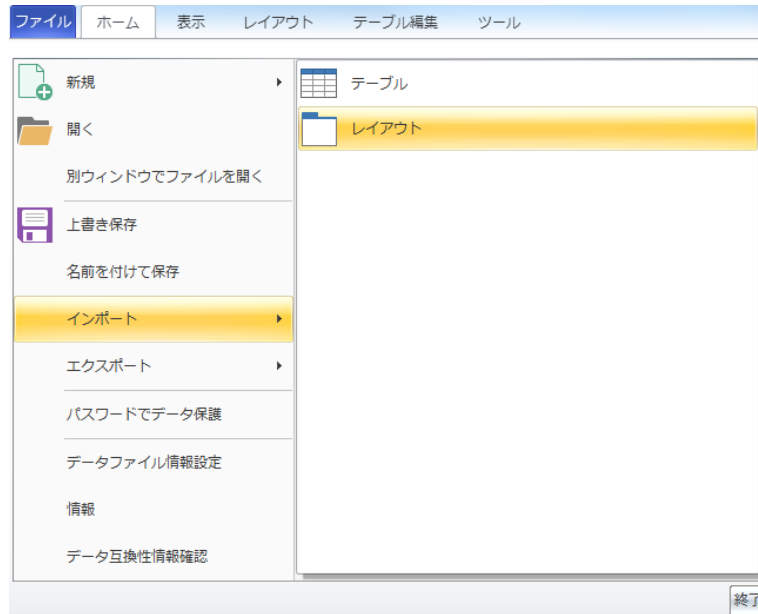 ファイル ホーム 表示 レイアウト テーブル編集 ツール
新規
テーブル
開く
レイアウト
別ウィンドウでファイルを開く
上書き保存
名前を付けて保存
インポート
エクスポート
パスワードでデータ保護
データファイル情報設定
情報
データ互換性情報確認
終了